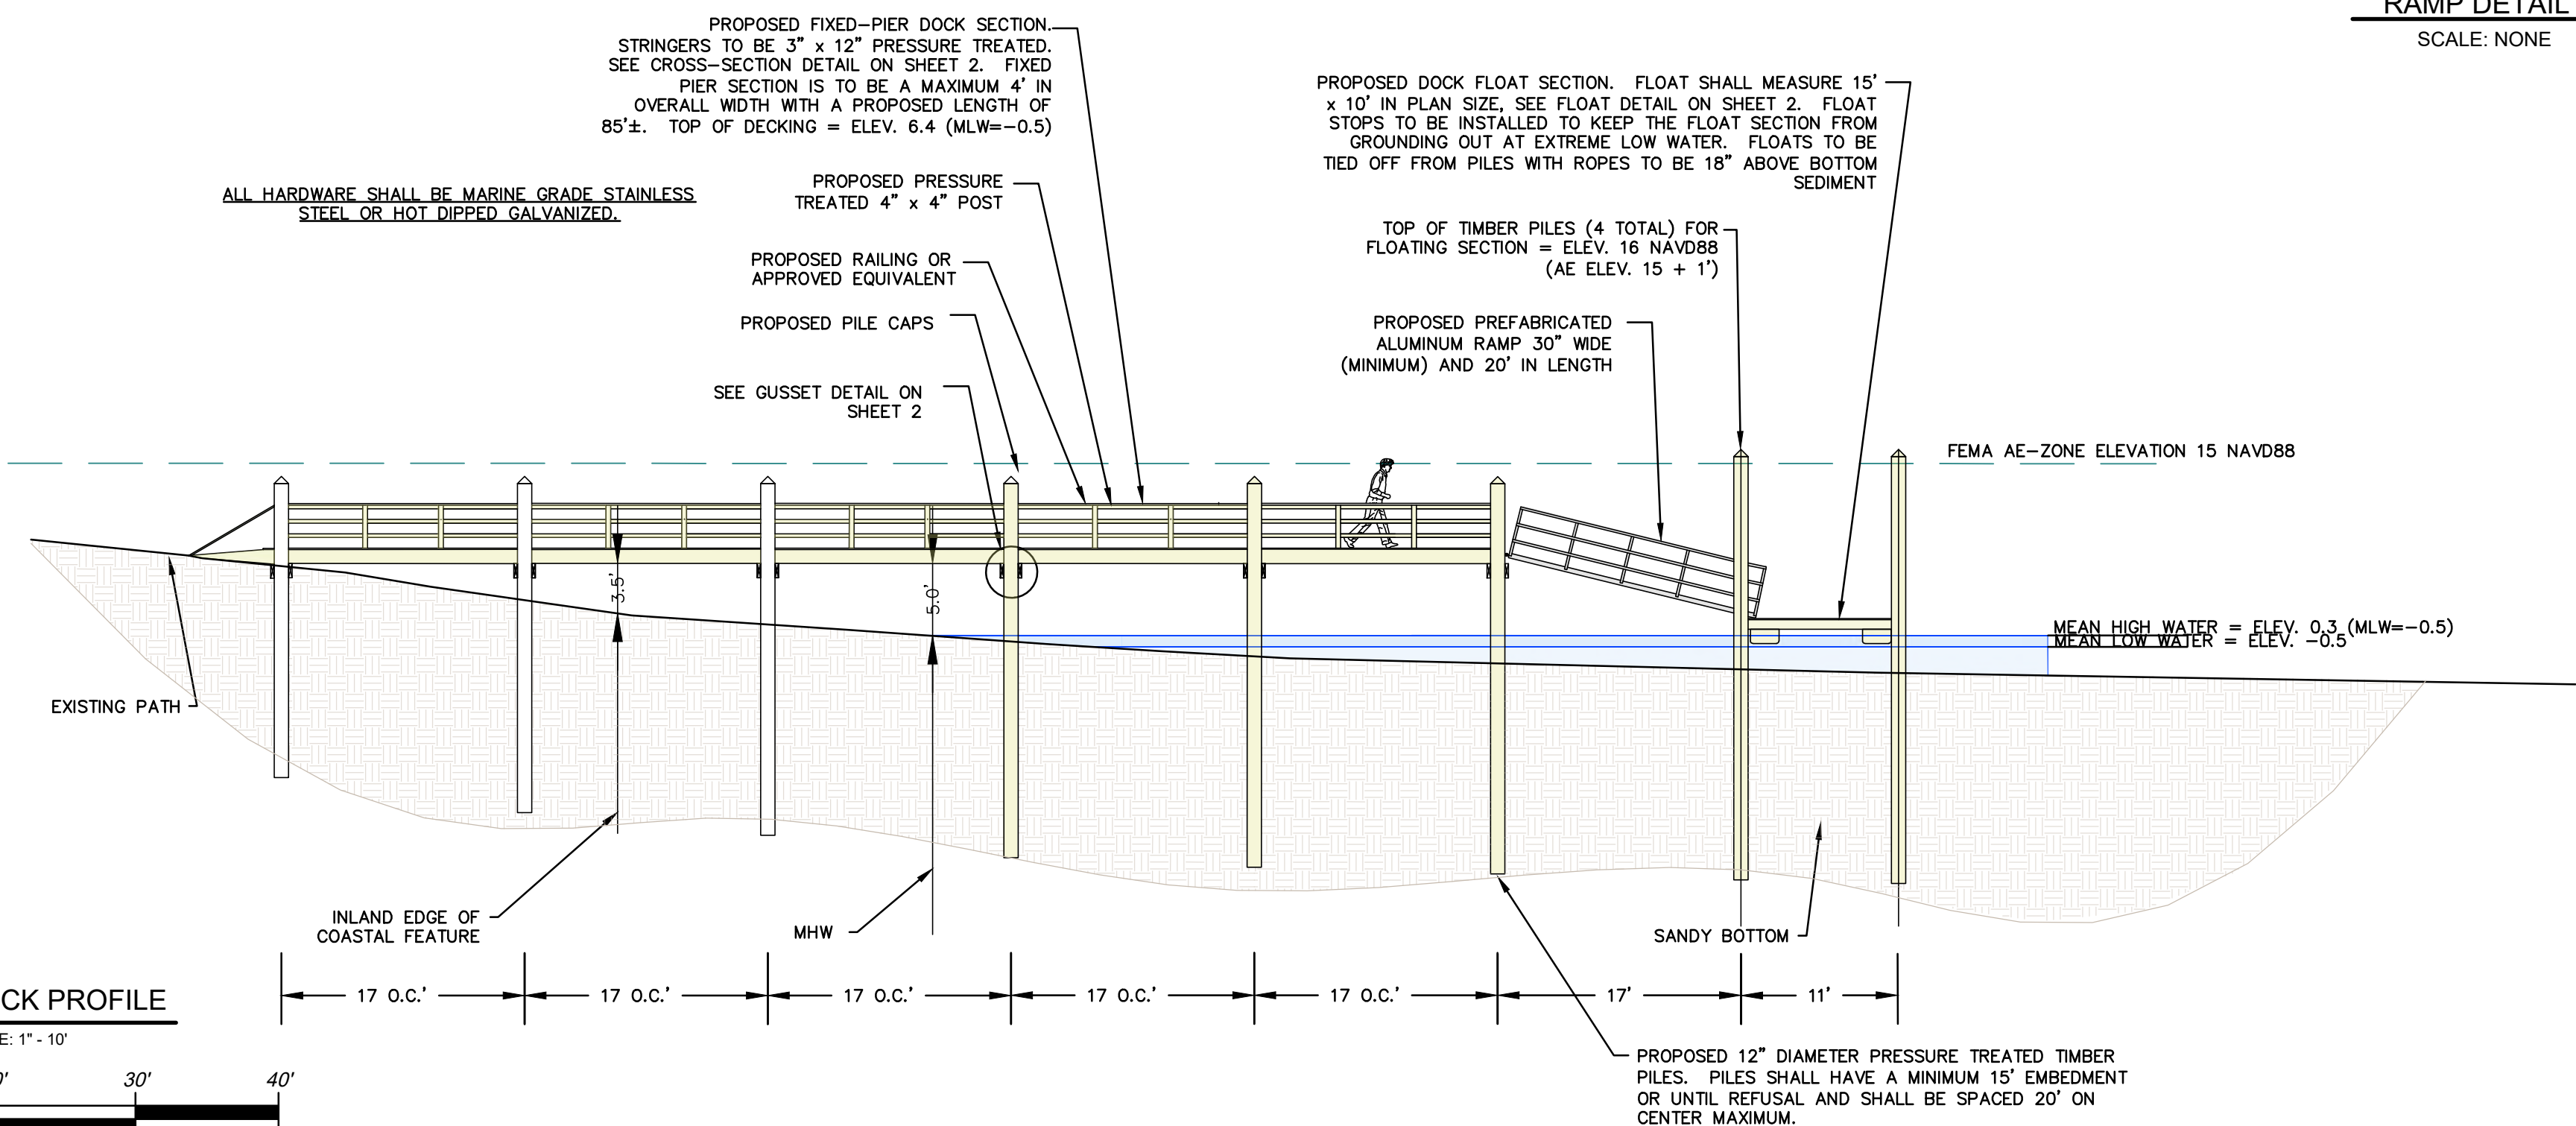 RAMP DETAIL
SCALE: NONE
PROPOSED FIXED-PIER DOCK SECTION.
STRINGERS TO BE 3" x 12" PRESSURE TREATED.
SEE CROSS-SECTION DETAIL ON SHEET 2. FIXED
PIER SECTION IS TO BE A MAXIMUM 4' IN
OVERALL WIDTH WITH A PROPOSED LENGTH OF
85'±. TOP OF DECKING = ELEV. 6.4 (MLW=-0.5)
PROPOSED DOCK FLOAT SECTION. FLOAT SHALL MEASURE 15'
x 10' IN PLAN SIZE, SEE FLOAT DETAIL ON SHEET 2. FLOAT
STOPS TO BE INSTALLED TO KEEP THE FLOAT SECTION FROM
GROUNDING OUT AT EXTREME LOW WATER. FLOATS TO BE
TIED OFF FROM PILES WITH ROPES TO BE 18" ABOVE BOTTOM
SEDIMENT
ALL HARDWARE SHALL BE MARINE GRADE STAINLESS
STEEL OR HOT DIPPED GALVANIZED.
PROPOSED PRESSURE
TREATED 4" x 4" POST
TOP OF TIMBER PILES (4 TOTAL) FOR
FLOATING SECTION = ELEV. 16 NAVD88
(AE ELEV. 15 + 1')
PROPOSED RAILING OR
APPROVED EQUIVALENT
PROPOSED PILE CAPS
PROPOSED PREFABRICATED
ALUMINUM RAMP 30" WIDE
(MINIMUM) AND 20' IN LENGTH
SEE GUSSET DETAIL ON
SHEET 2
FEMA AE-ZONE ELEVATION 15 NAVD88
3.5'
5.0'
MEAN HIGH WATER = ELEV. 0.3 (MLW=-0.5)
MEAN LOW WATER = ELEV. -0.5
EXISTING PATH
INLAND EDGE OF
COASTAL FEATURE
MHW
SANDY BOTTOM
17 O.C.'
17 O.C.'
17 O.C.'
17 O.C.'
17 O.C.'
17'
11'
CK PROFILE
E: 1" - 10'
0'
30'
40'
PROPOSED 12" DIAMETER PRESSURE TREATED TIMBER
PILES. PILES SHALL HAVE A MINIMUM 15' EMBEDMENT
OR UNTIL REFUSAL AND SHALL BE SPACED 20' ON
CENTER MAXIMUM.